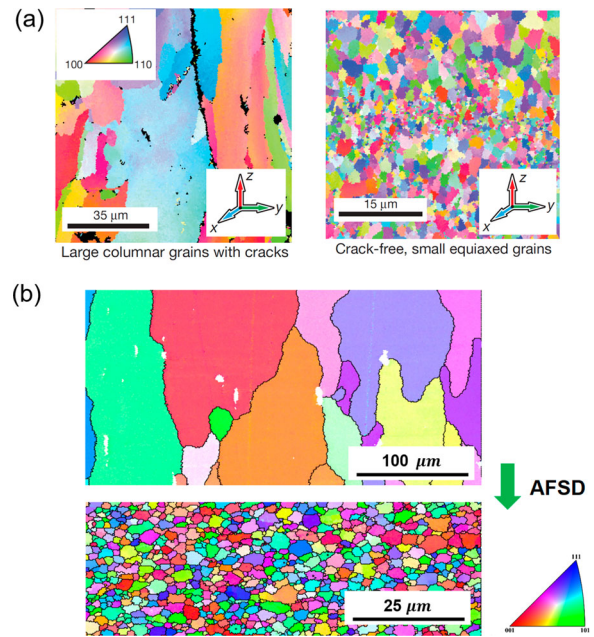 (a)
111
100
110
z
y
x
35 μm
z
y
x
15 μm
Large columnar grains with cracks
Crack-free, small equiaxed grains
(b)
100 μm
AFSD
25 μm
111
001
101